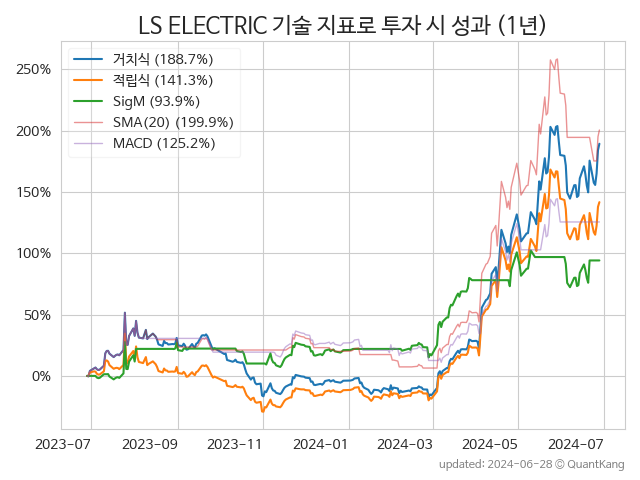 LS ELECTRIC 기술 지표로 투자 시 성과 (1년)
거치식 (188.7%)
적립식 (141.3%)
SigM (93.9%)
SMA(20) (199.9%)
MACD (125.2%)
250%
200%
150%
100%
50%
0%
2023-07 2023-09 2023-11 2024-01 2024-03 2024-05 2024-07
updated: 2024-06-28 © QuantKang